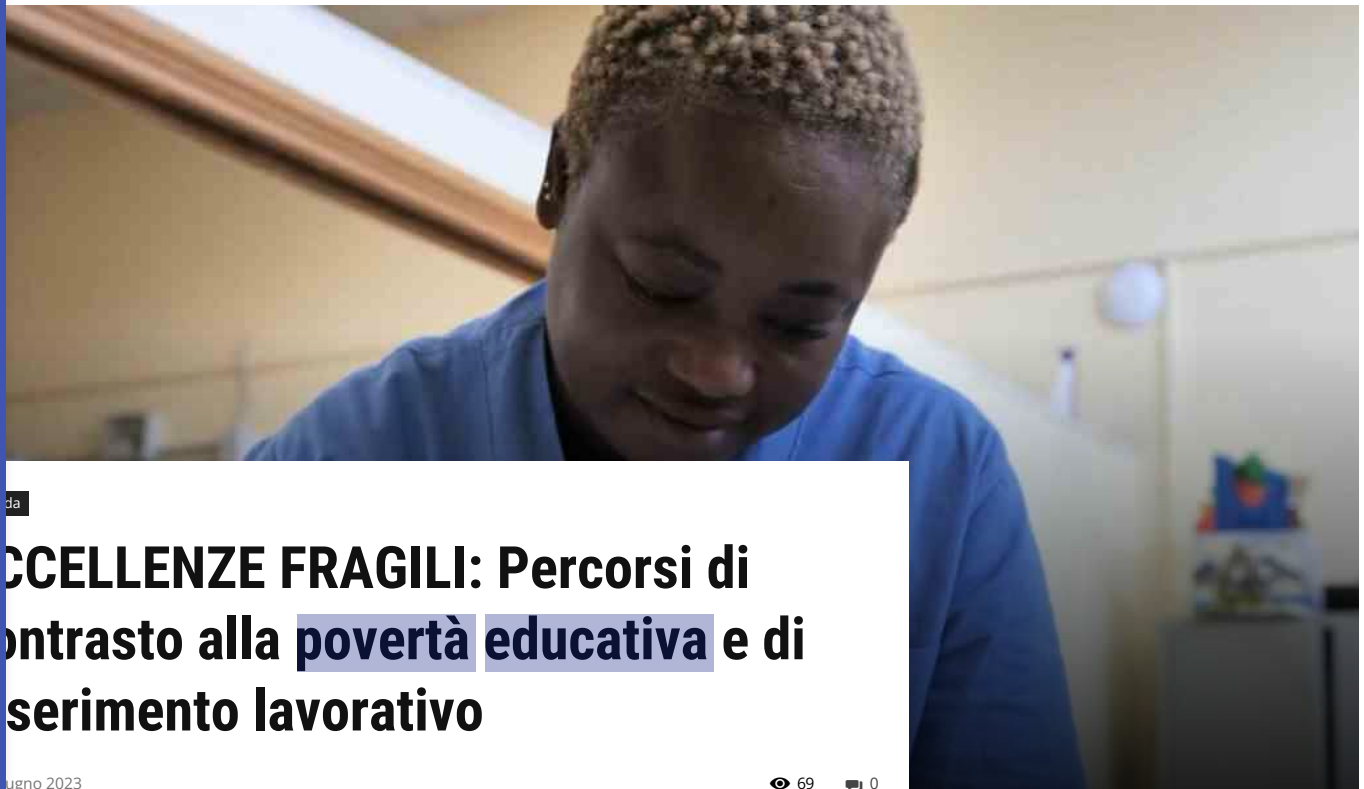 da
CCELLENZE FRAGILI: Percorsi di
ontrasto alla povertà educativa e di
serimento lavorativo
ugno 2023
69
0